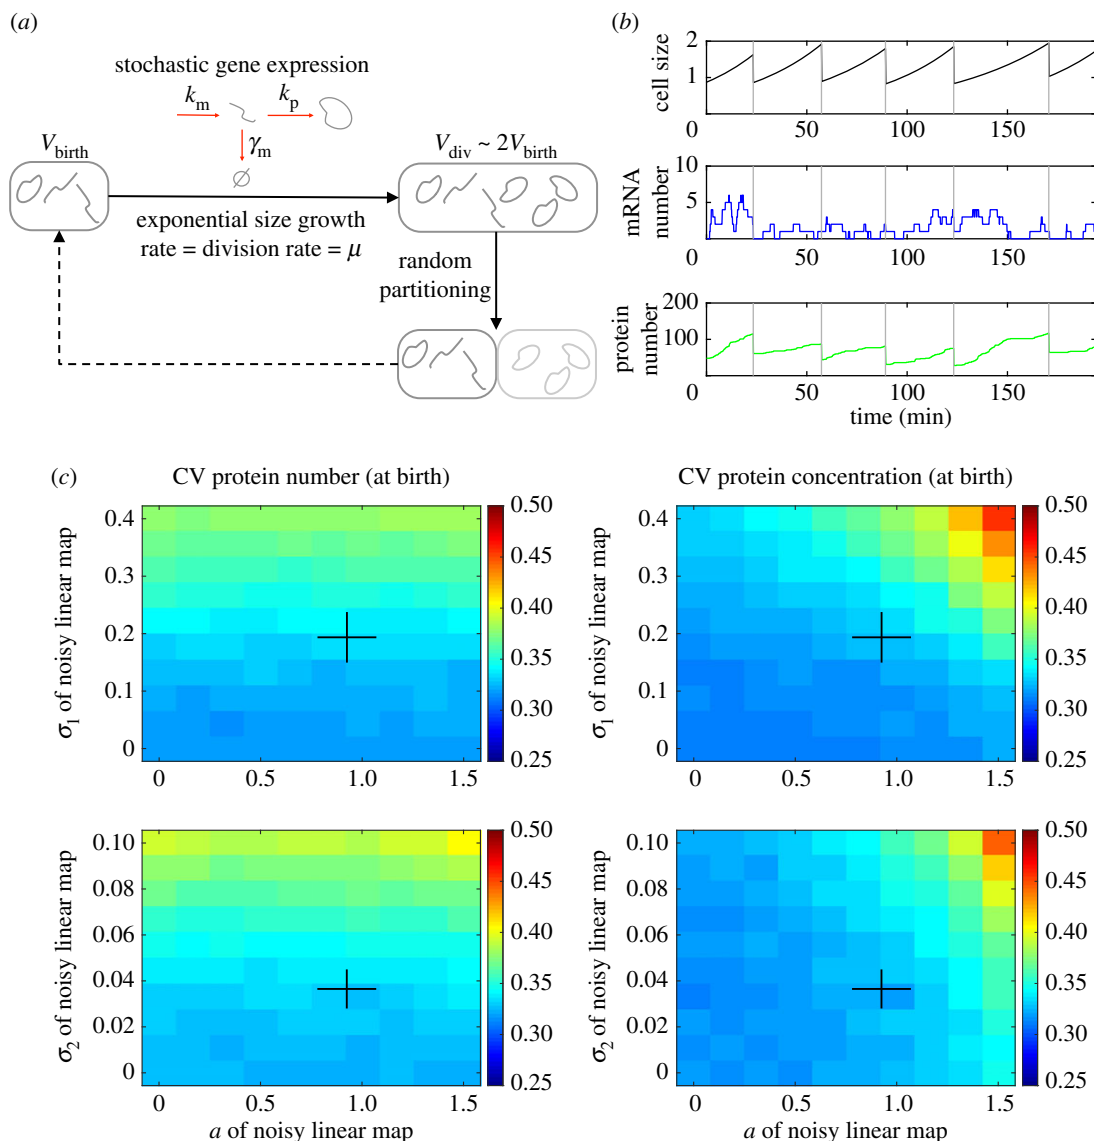 (a)
stochastic gene expression
k_m k_p
γ_m
∅
V_birth
V_div ~ 2V_birth
exponential size growth
rate = division rate = μ
random
partitioning
(b)
cell size
2
1
0 50 100 150
mRNA
number
10
5
0 50 100 150
protein
number
200
100
0 50 100 150
time (min)
(c)
CV protein number (at birth)
σ₁ of noisy linear map
0.4
0.3
0.2
0.1
0
0 0.5 1.0 1.5
0.50
0.45
0.40
0.35
0.30
0.25
CV protein concentration (at birth)
σ₁ of noisy linear map
0.4
0.3
0.2
0.1
0
0 0.5 1.0 1.5
0.50
0.45
0.40
0.35
0.30
0.25
σ₂ of noisy linear map
0.10
0.08
0.06
0.04
0.02
0
0 0.5 1.0 1.5
a of noisy linear map
0.50
0.45
0.40
0.35
0.30
0.25
σ₂ of noisy linear map
0.10
0.08
0.06
0.04
0.02
0
0 0.5 1.0 1.5
a of noisy linear map
0.50
0.45
0.40
0.35
0.30
0.25